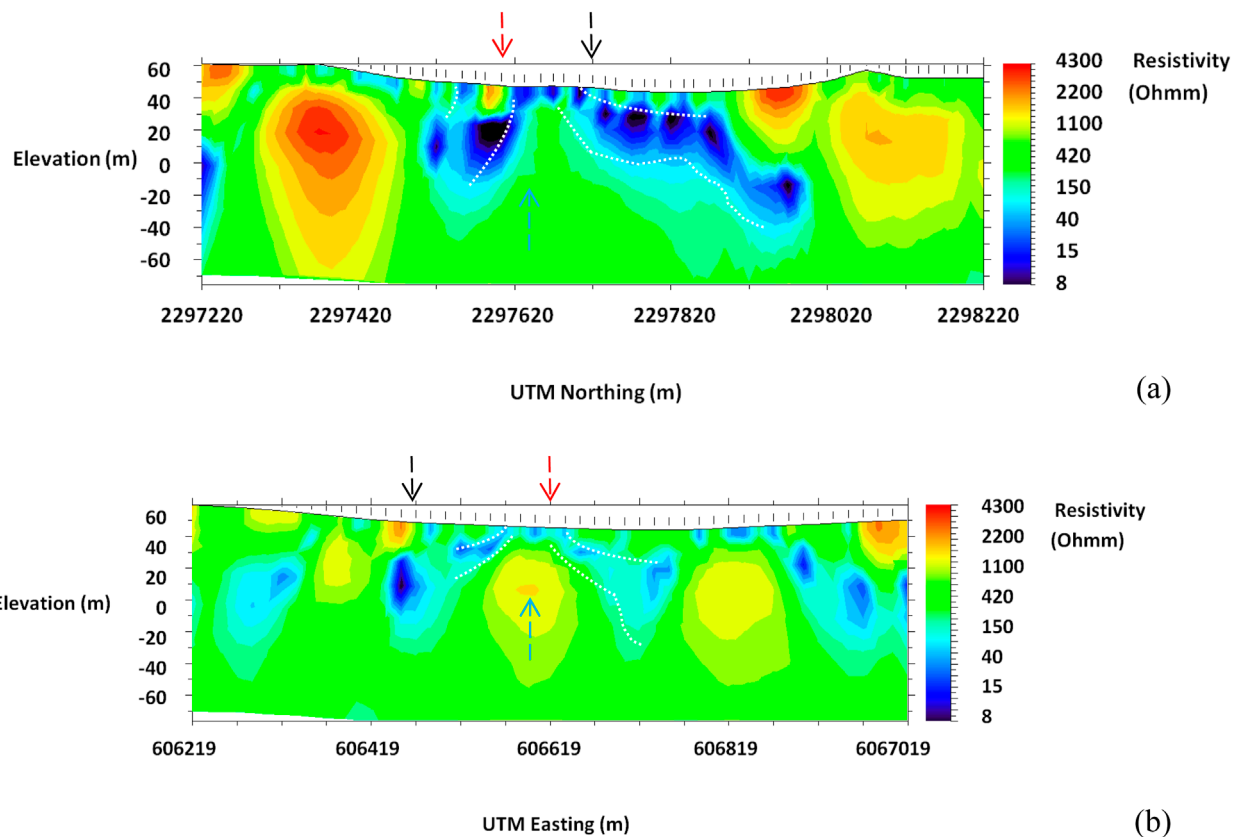 60
40
20
0
-20
-40
-60
Elevation (m)
2297220 2297420 2297620 2297820 2298020 2298220
UTM Northing (m)
4300
2200
1100
420
150
40
15
8
Resistivity
(Ohmm)
(a)
60
40
20
0
-20
-40
-60
Elevation (m)
606219 606419 606619 606819 6067019
UTM Easting (m)
4300
2200
1100
420
150
40
15
8
Resistivity
(Ohmm)
(b)